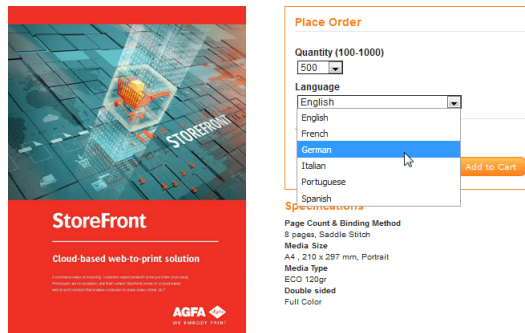 STOREFRONT
StoreFront
Cloud-based web-to-print solution
AGFA
WE EMBODY PRINT
Place Order
Quantity (100-1000)
500
Language
English
English
French
German
Italian
Portuguese
Spanish
Add to Cart
Specifications
Page Count & Binding Method
8 pages, Saddle Stitch
Media Size
A4 , 210 x 297 mm, Portrait
Media Type
ECO 120gr
Double sided
Full Color